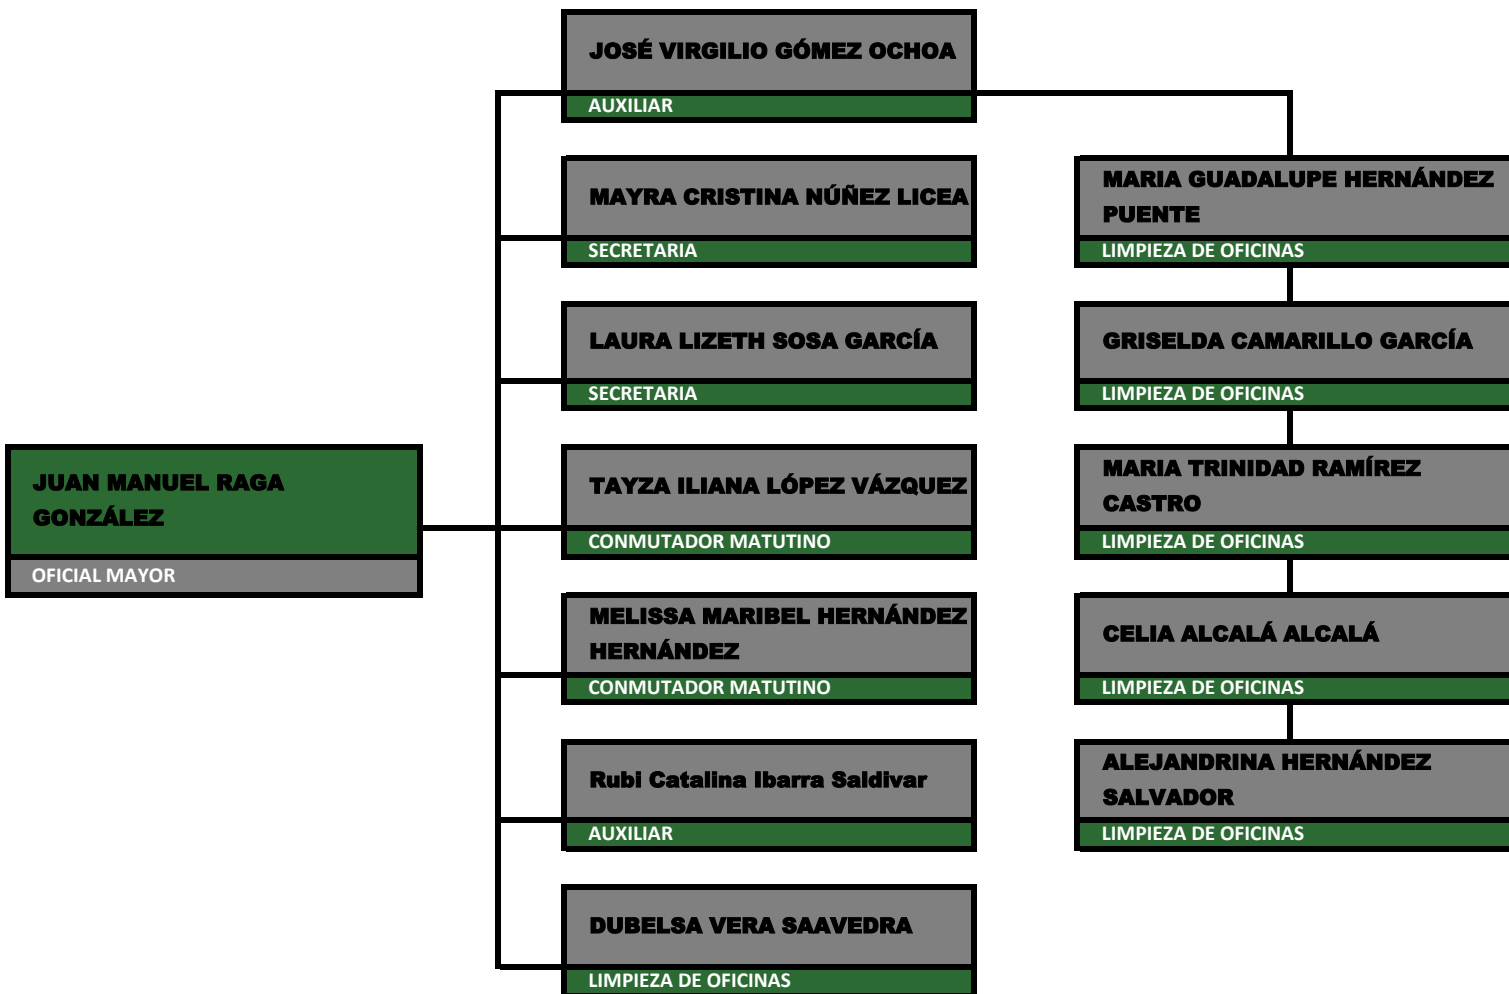 JUAN MANUEL RAGA
GONZÁLEZ
OFICIAL MAYOR
JOSÉ VIRGILIO GÓMEZ OCHOA
AUXILIAR
MAYRA CRISTINA NÚÑEZ LICEA
SECRETARIA
LAURA LIZETH SOSA GARCÍA
SECRETARIA
TAYZA ILIANA LÓPEZ VÁZQUEZ
CONMUTADOR MATUTINO
MELISSA MARIBEL HERNÁNDEZ
HERNÁNDEZ
CONMUTADOR MATUTINO
Rubi Catalina Ibarra Saldivar
AUXILIAR
DUBELSA VERA SAAVEDRA
LIMPIEZA DE OFICINAS
MARIA GUADALUPE HERNÁNDEZ
PUENTE
LIMPIEZA DE OFICINAS
GRISELDA CAMARILLO GARCÍA
LIMPIEZA DE OFICINAS
MARIA TRINIDAD RAMÍREZ
CASTRO
LIMPIEZA DE OFICINAS
CELIA ALCALÁ ALCALÁ
LIMPIEZA DE OFICINAS
ALEJANDRINA HERNÁNDEZ
SALVADOR
LIMPIEZA DE OFICINAS